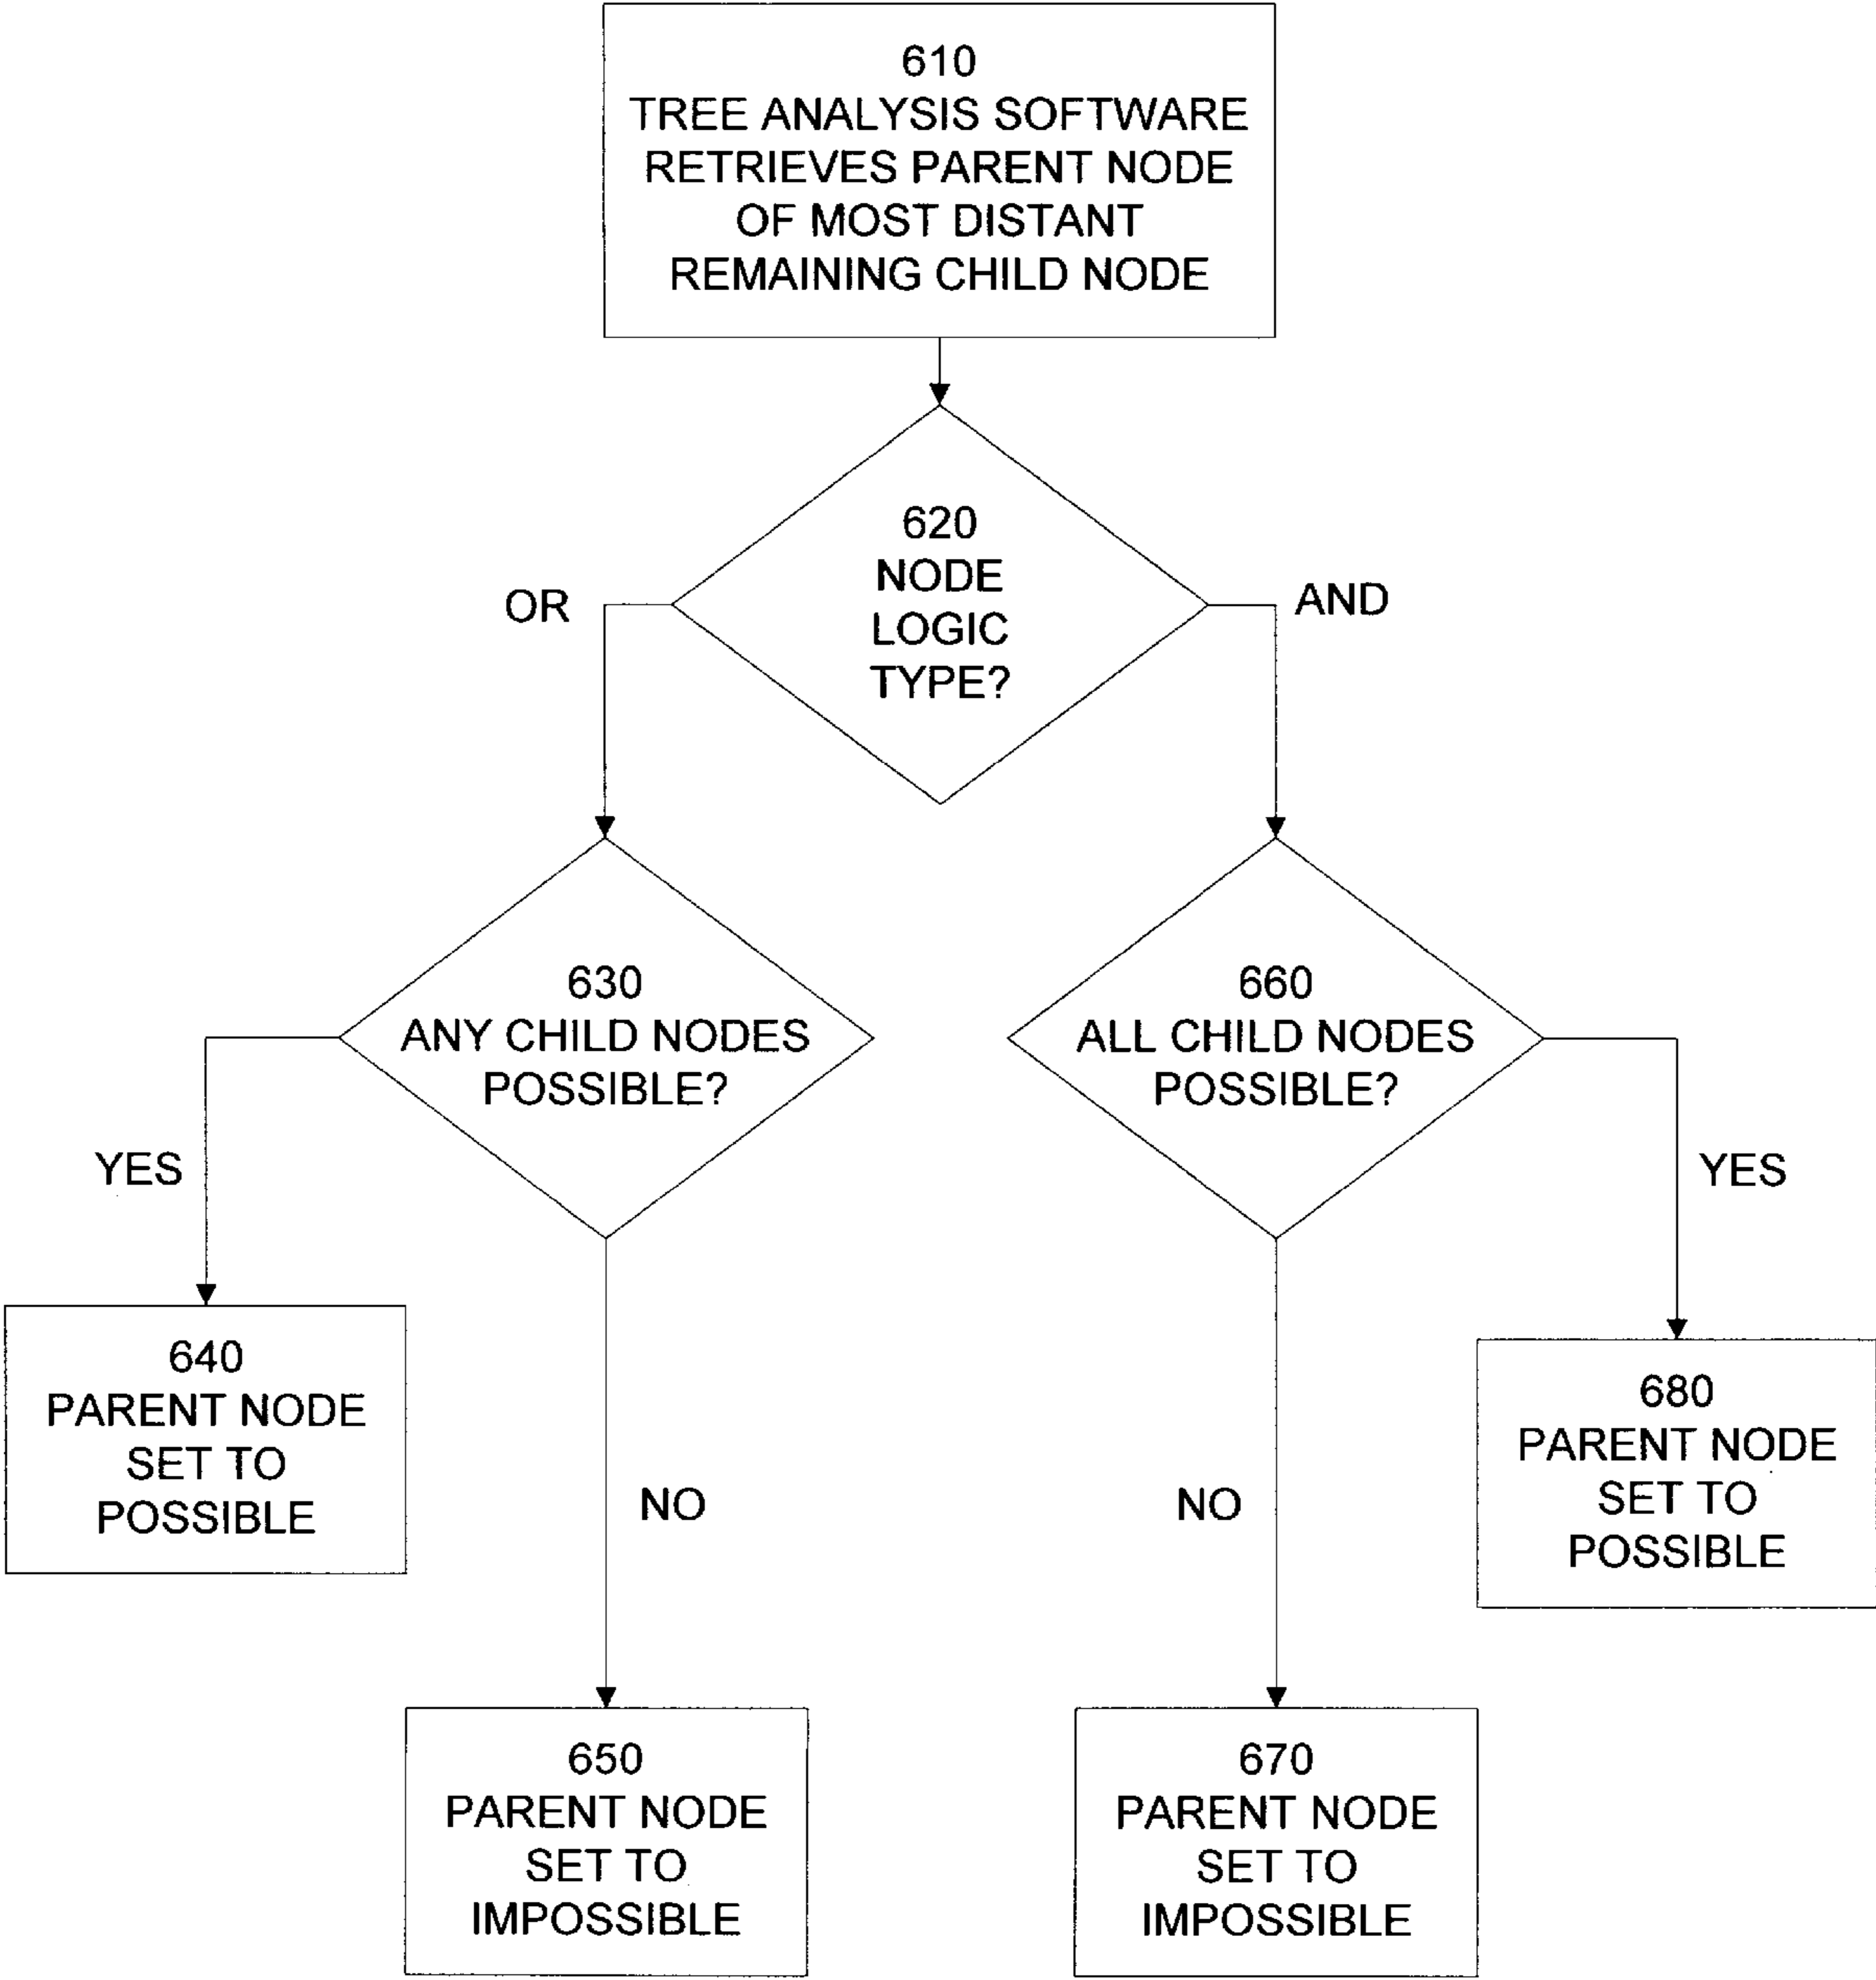 610
TREE ANALYSIS SOFTWARE
RETRIEVES PARENT NODE
OF MOST DISTANT
REMAINING CHILD NODE
620
NODE
LOGIC
TYPE?
OR
AND
630
ANY CHILD NODES
POSSIBLE?
660
ALL CHILD NODES
POSSIBLE?
YES
YES
640
PARENT NODE
SET TO
POSSIBLE
680
PARENT NODE
SET TO
POSSIBLE
NO
NO
650
PARENT NODE
SET TO
IMPOSSIBLE
670
PARENT NODE
SET TO
IMPOSSIBLE